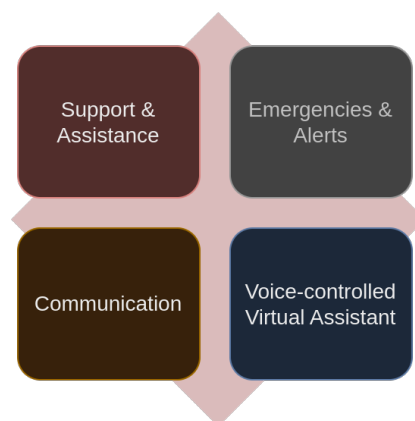 Support &
Assistance
Emergencies &
Alerts
Communication
Voice-controlled
Virtual Assistant